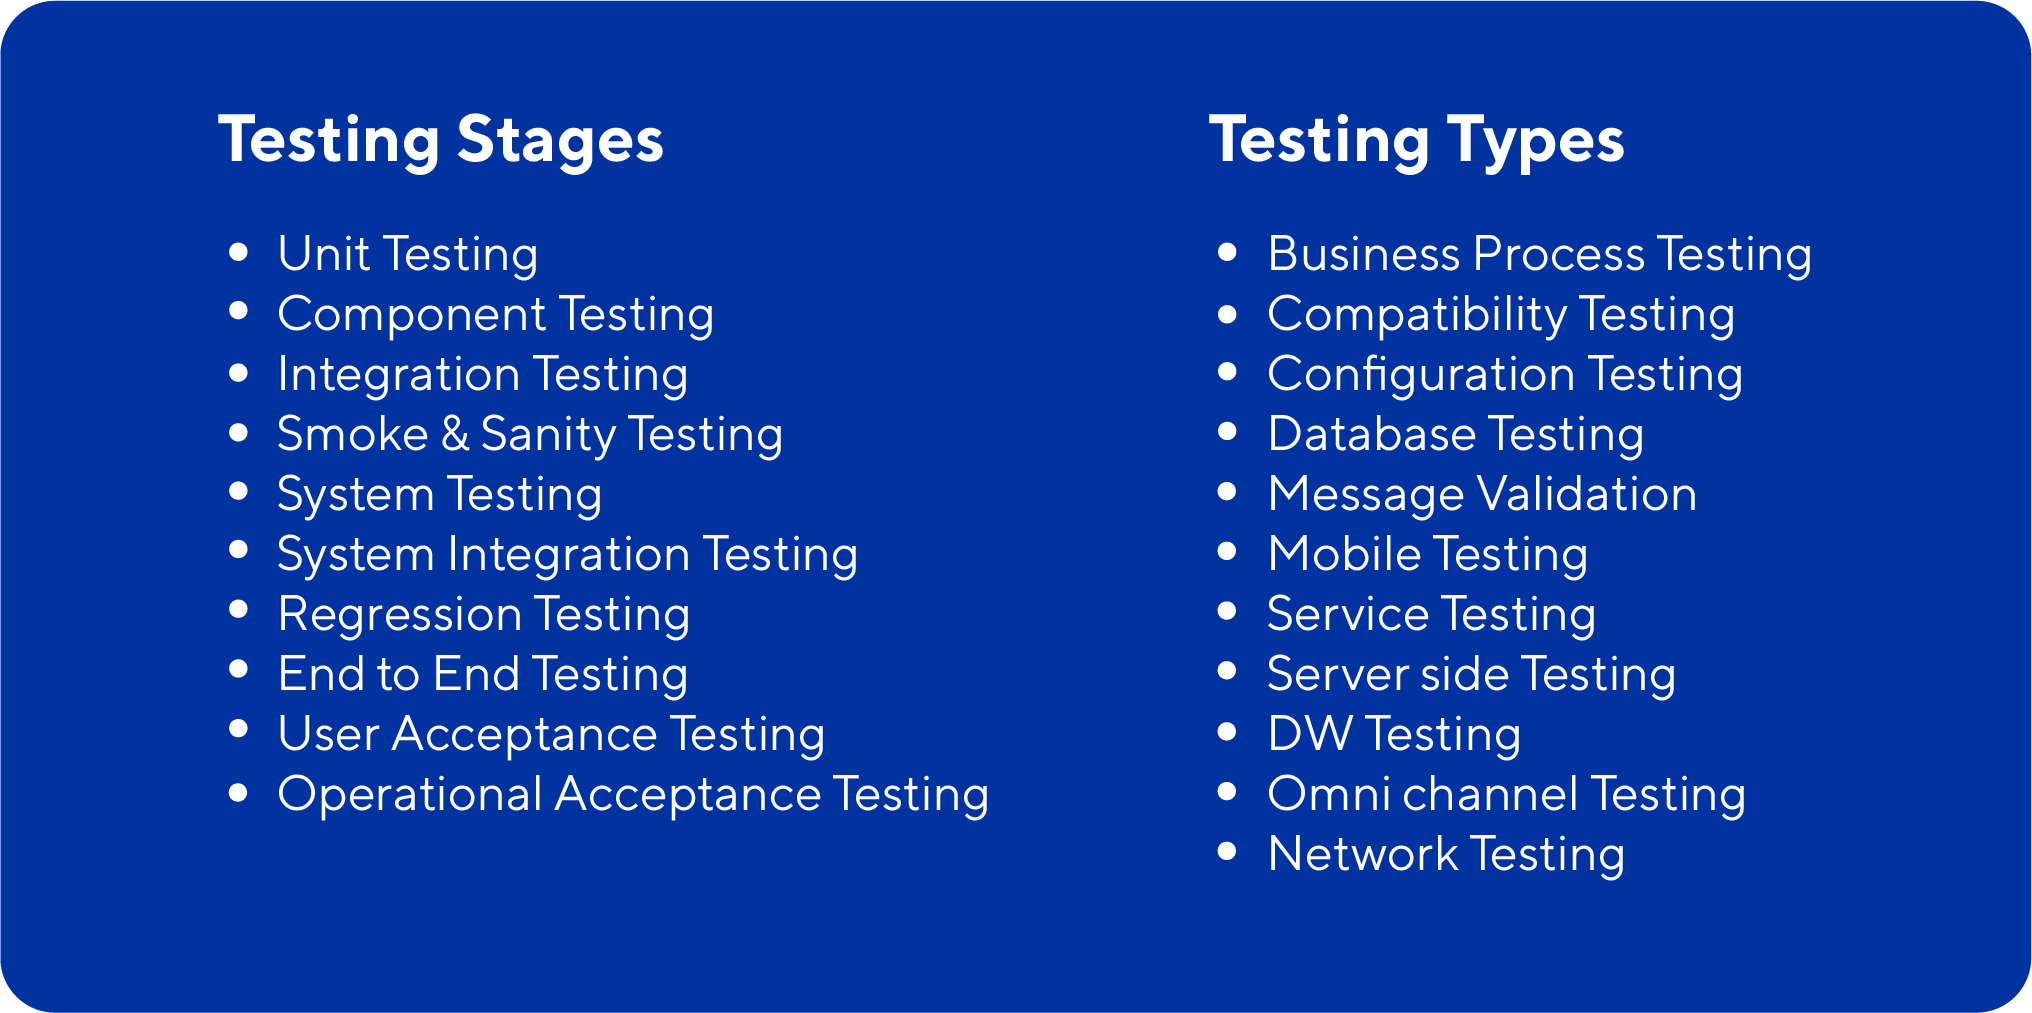 Testing Stages
Unit Testing
Component Testing
Integration Testing
Smoke & Sanity Testing
System Testing
System Integration Testing
Regression Testing
End to End Testing
User Acceptance Testing
Operational Acceptance Testing
Testing Types
Business Process Testing
Compatibility Testing
Configuration Testing
Database Testing
Message Validation
Mobile Testing
Service Testing
Server side Testing
DW Testing
Omni channel Testing
Network Testing